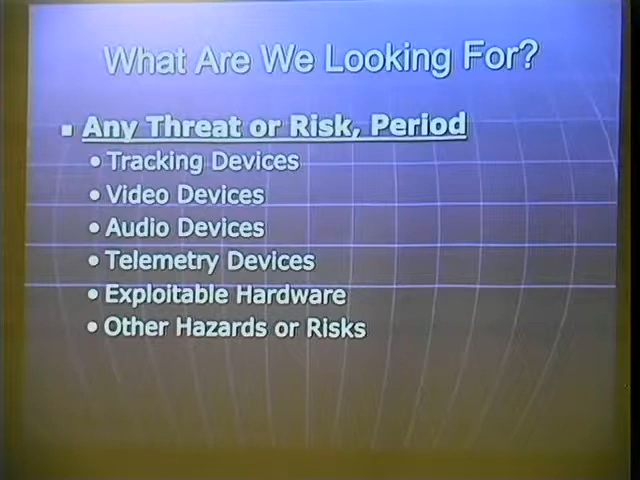 What Are We Looking For?
▪ Any Threat or Risk, Period
• Tracking Devices
• Video Devices
• Audio Devices
• Telemetry Devices
• Exploitable Hardware
• Other Hazards or Risks